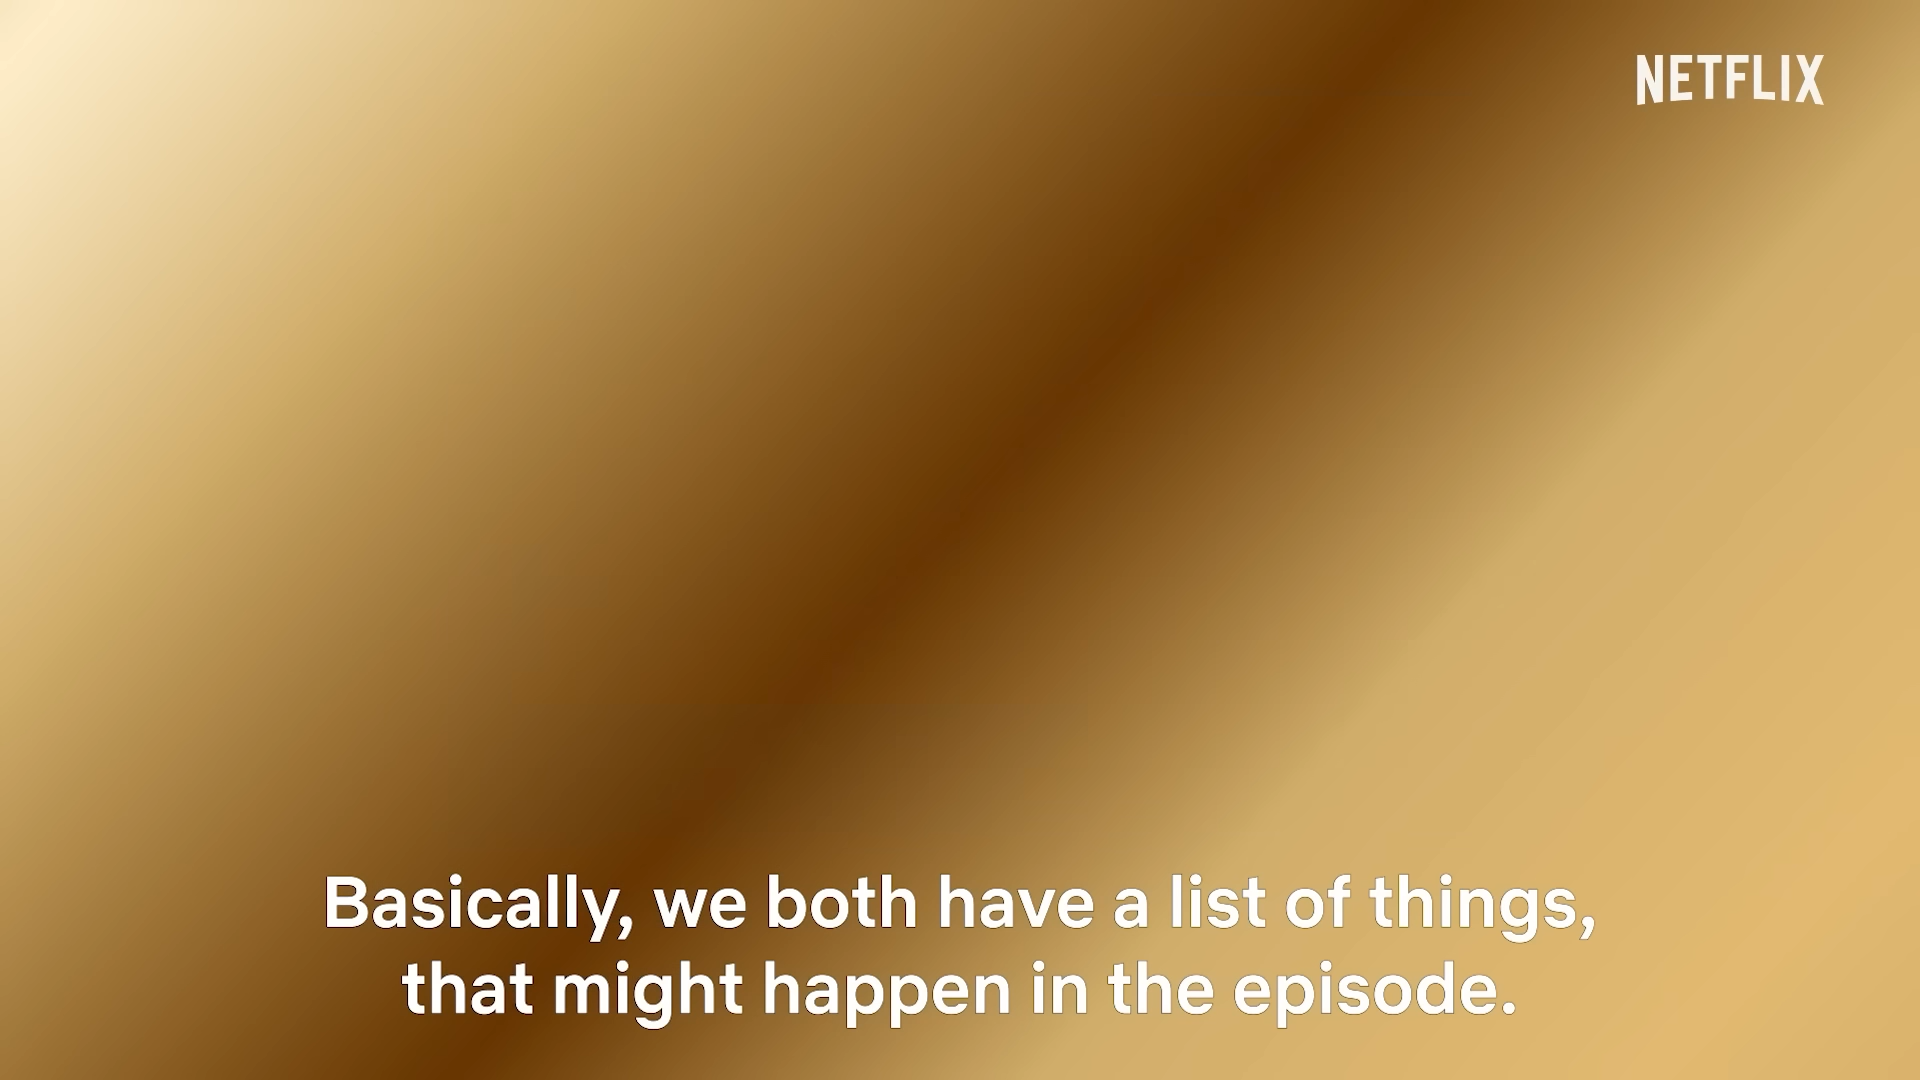 NETFLIX
Basically, we both have a list of things,
that might happen in the episode.